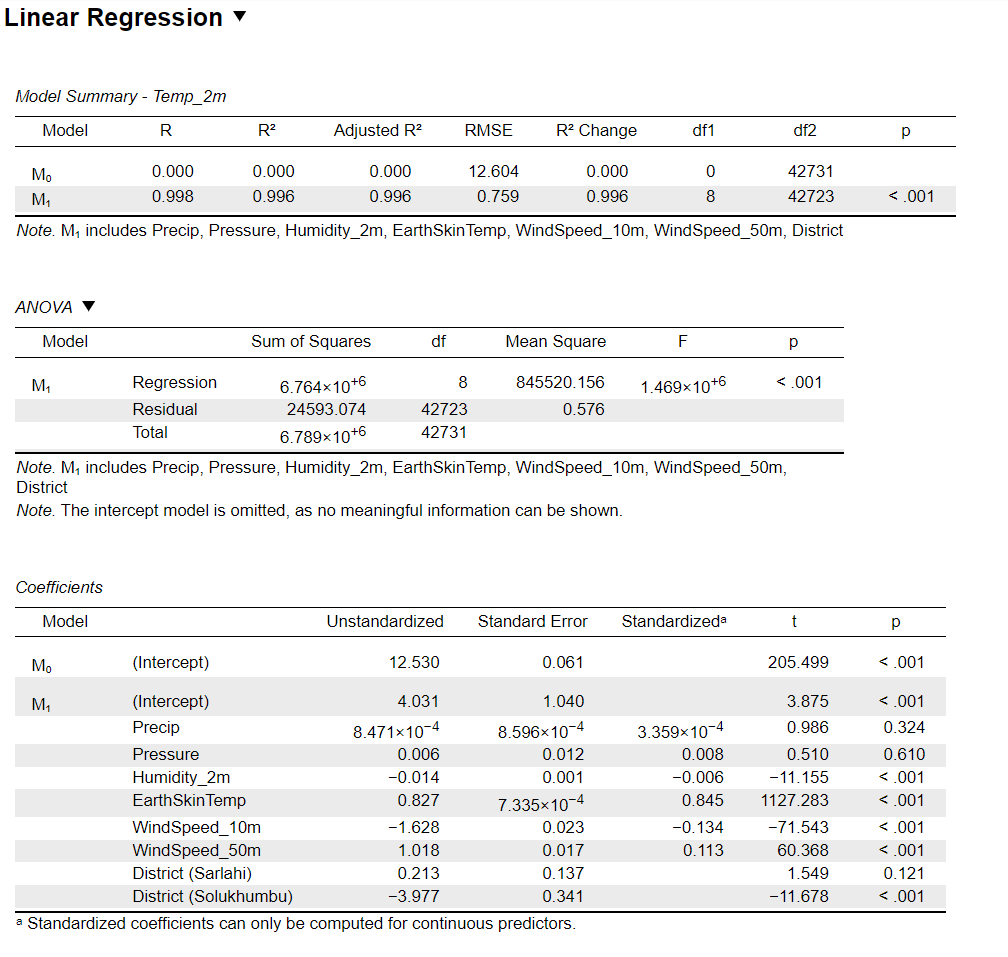 Linear Regression ▼
Model Summary - Temp_2m
Model R R² Adjusted R² RMSE R² Change df1 df2 p
M₀ 0.000 0.000 0.000 12.604 0.000 0 42731
M₁ 0.998 0.996 0.996 0.759 0.996 8 42723 < .001
Note. M₁ includes Precip, Pressure, Humidity_2m, EarthSkinTemp, WindSpeed_10m, WindSpeed_50m, District
ANOVA ▼
Model Sum of Squares df Mean Square F p
M₁ Regression 6.764×10⁺⁶ 8 845520.156 1.469×10⁺⁶ < .001
Residual 24593.074 42723 0.576
Total 6.789×10⁺⁶ 42731
Note. M₁ includes Precip, Pressure, Humidity_2m, EarthSkinTemp, WindSpeed_10m, WindSpeed_50m,
District
Note. The intercept model is omitted, as no meaningful information can be shown.
Coefficients
Model Unstandardized Standard Error Standardizedᵃ t p
M₀ (Intercept) 12.530 0.061 205.499 < .001
M₁ (Intercept) 4.031 1.040 3.875 < .001
Precip 8.471×10⁻⁴ 8.596×10⁻⁴ 3.359×10⁻⁴ 0.986 0.324
Pressure 0.006 0.012 0.008 0.510 0.610
Humidity_2m −0.014 0.001 −0.006 −11.155 < .001
EarthSkinTemp 0.827 7.335×10⁻⁴ 0.845 1127.283 < .001
WindSpeed_10m −1.628 0.023 −0.134 −71.543 < .001
WindSpeed_50m 1.018 0.017 0.113 60.368 < .001
District (Sarlahi) 0.213 0.137 1.549 0.121
District (Solukhumbu) −3.977 0.341 −11.678 < .001
ᵃ Standardized coefficients can only be computed for continuous predictors.